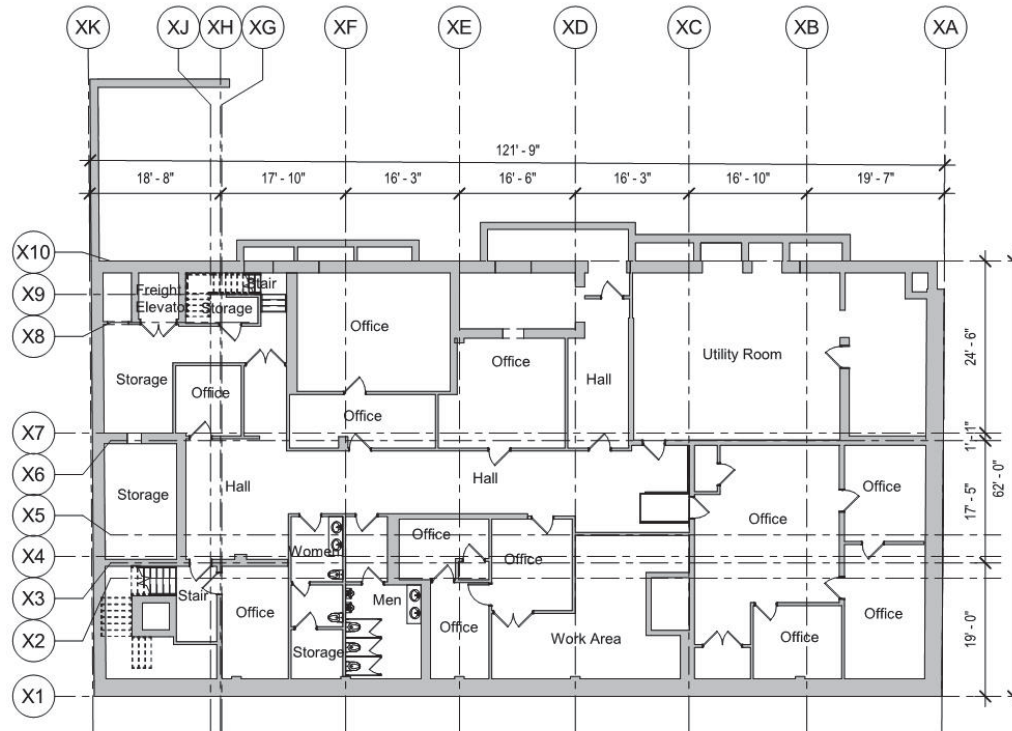 XK XJ XH XG XF XE XD XC XB XA
121' - 9"
18' - 8" 17' - 10" 16' - 3" 16' - 6" 16' - 3" 16' - 10" 19' - 7"
X10
X9
X8
X7
X6
X5
X4
X3
X2
X1
Freight
Elevator
Stair
Storage
Office
Office
Utility Room
Storage
Office
Office
Hall
24' - 6"
1' - 1"
Storage
Hall
Hall
Office
Office
17' - 5"
62' - 0"
Women
Office
Office
Stair
Office
Men
Office
Work Area
Storage
Office
Office
19' - 0"